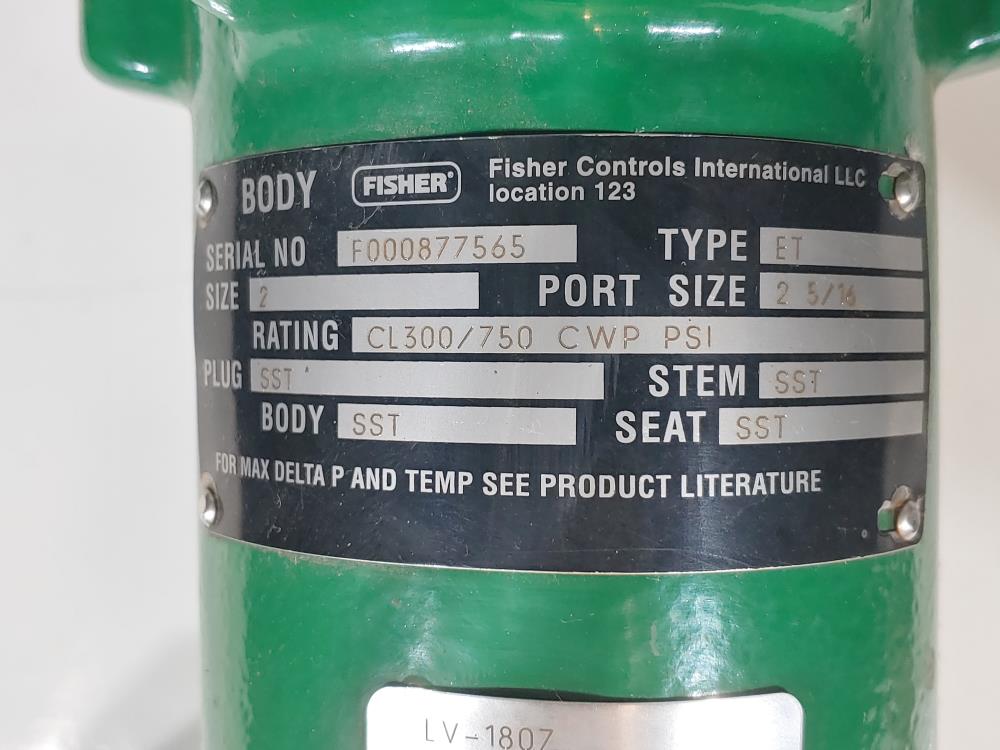 BODY FISHER® Fisher Controls International LLC
location 123
SERIAL NO F000877565 TYPE ET
SIZE 2 PORT SIZE 2 5/16
RATING CL300/750 CWP PSI
PLUG SST STEM SST
BODY SST SEAT SST
FOR MAX DELTA P AND TEMP SEE PRODUCT LITERATURE
LV-1807